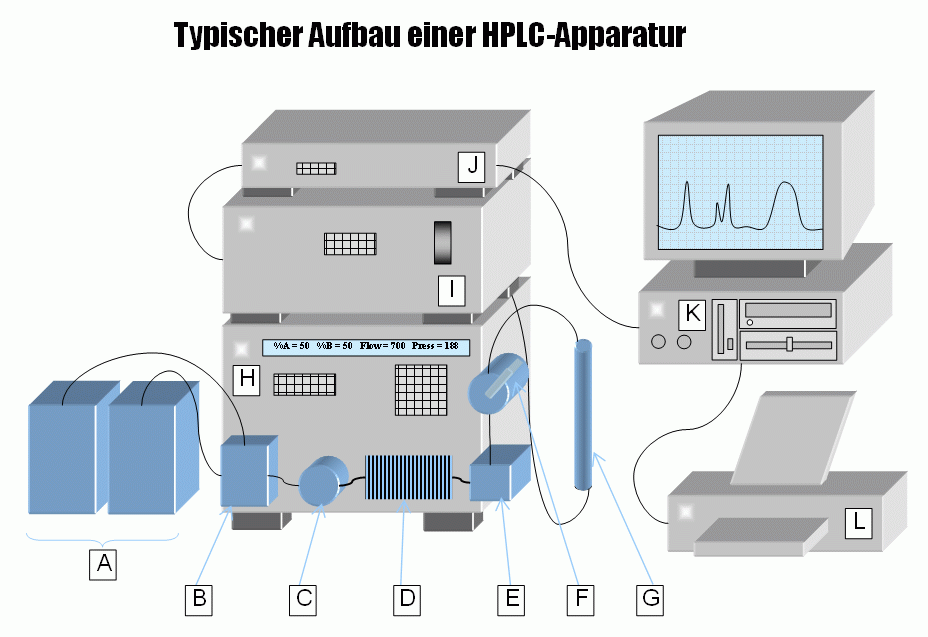 Typischer Aufbau einer HPLC-Apparatur
J
I
K
%A = 50 %B = 50 Flow = 700 Press = 188
H
L
A
B
C
D
E
F
G